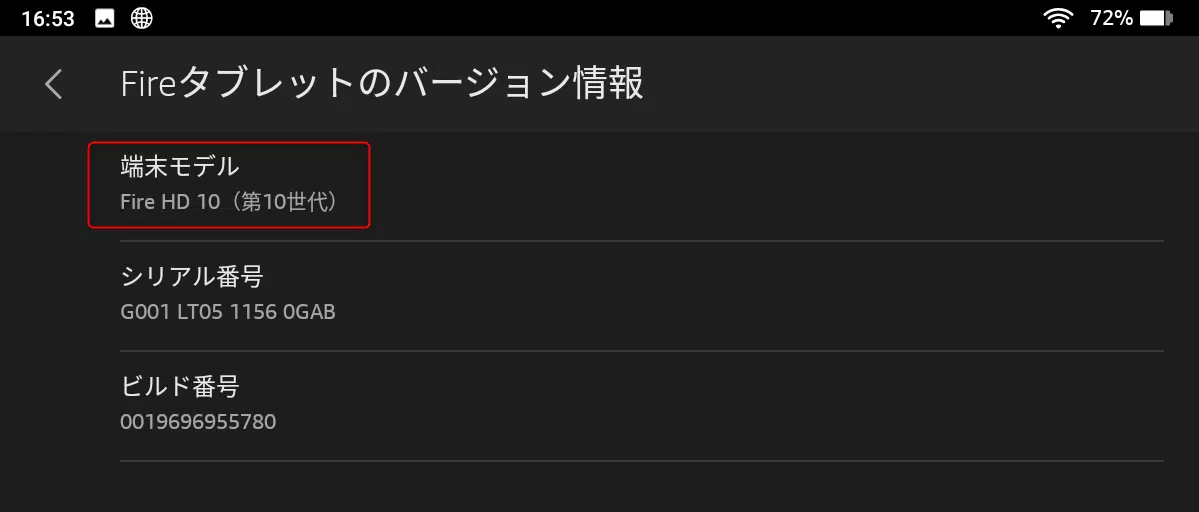 16:53 72%
Fireタブレットのバージョン情報
端末モデル
Fire HD 10（第10世代）
シリアル番号
G001 LT05 1156 0GAB
ビルド番号
0019696955780